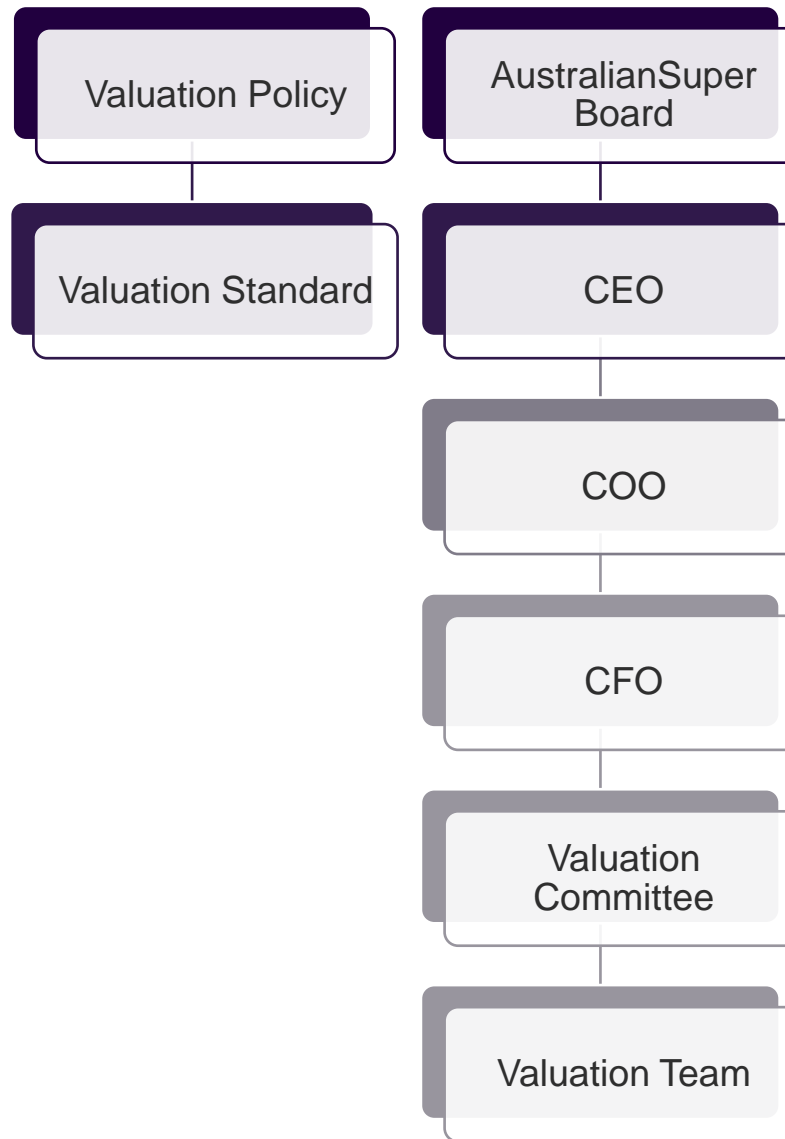 Valuation Policy
AustralianSuper
Board
Valuation Standard
CEO
COO
CFO
Valuation
Committee
Valuation Team